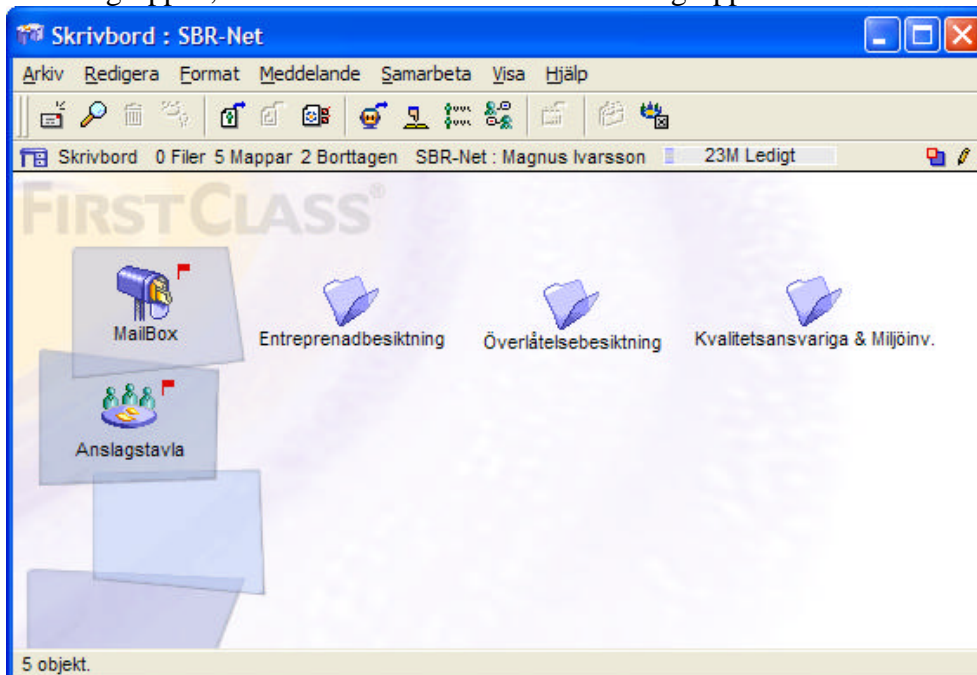 Skrivbord : SBR-Net
Arkiv Redigera Format Meddelande Samarbeta Visa Hjälp
Skrivbord 0 Filer 5 Mappar 2 Borttagen SBR-Net : Magnus Ivarsson 23M Ledigt
FIRSTCLASS®
MailBox
Entreprenadbesiktning
Överlåtelsebesiktning
Kvalitetsansvariga & Miljöinv.
Anslagstavla
5 objekt.